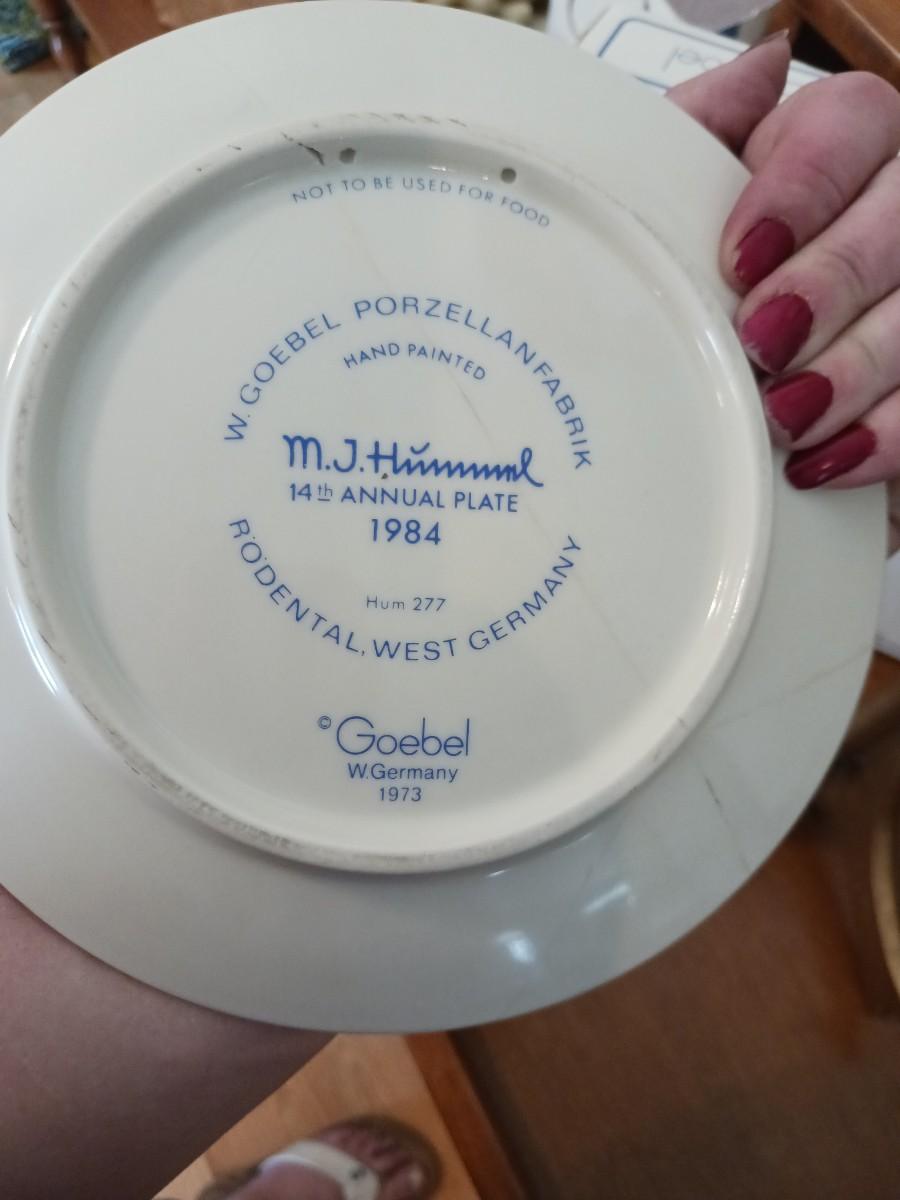 NOT TO BE USED FOR FOOD
W. GOEBEL PORZELLANFABRIK
HAND PAINTED
M.J.Hümmel
14th ANNUAL PLATE
1984
Hum 277
RÖDENTAL, WEST GERMANY
© Goebel
W.Germany
1973